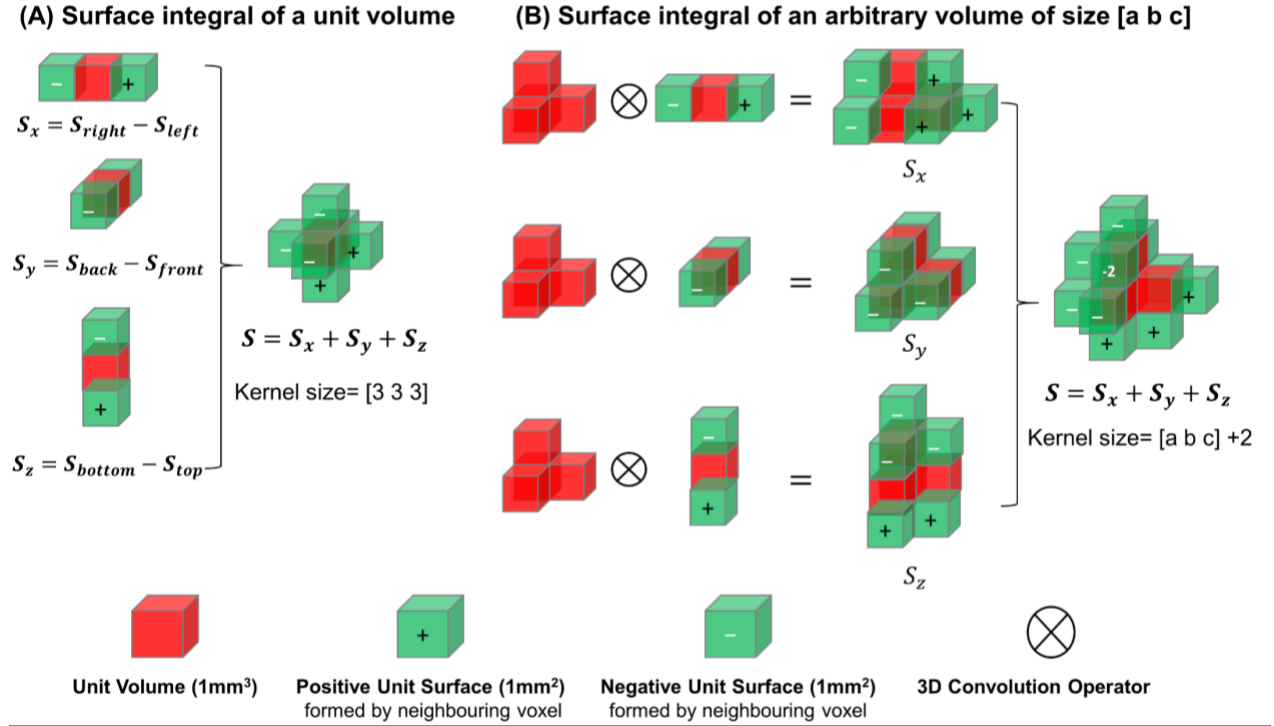 (A) Surface integral of a unit volume
(B) Surface integral of an arbitrary volume of size [a b c]
− +
Sx = Sright − Sleft
−
Sy = Sback − Sfront
−
+
Sz = Sbottom − Stop
−
− − +
+
S = Sx + Sy + Sz
Kernel size= [3 3 3]
⊗ − + = − + − + +
Sx
⊗ − = − − −
Sy
⊗ − + = − − − + +
Sz
−
− -2
− − +
+ +
S = Sx + Sy + Sz
Kernel size= [a b c] +2
+
−
Unit Volume (1mm³)
Positive Unit Surface (1mm²)
formed by neighbouring voxel
Negative Unit Surface (1mm²)
formed by neighbouring voxel
3D Convolution Operator